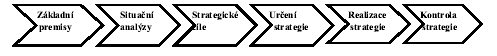 Základní
premisy
Situační
analýzy
Strategické
cíle
Určení
strategie
Realizace
strategie
Kontrola
strategie